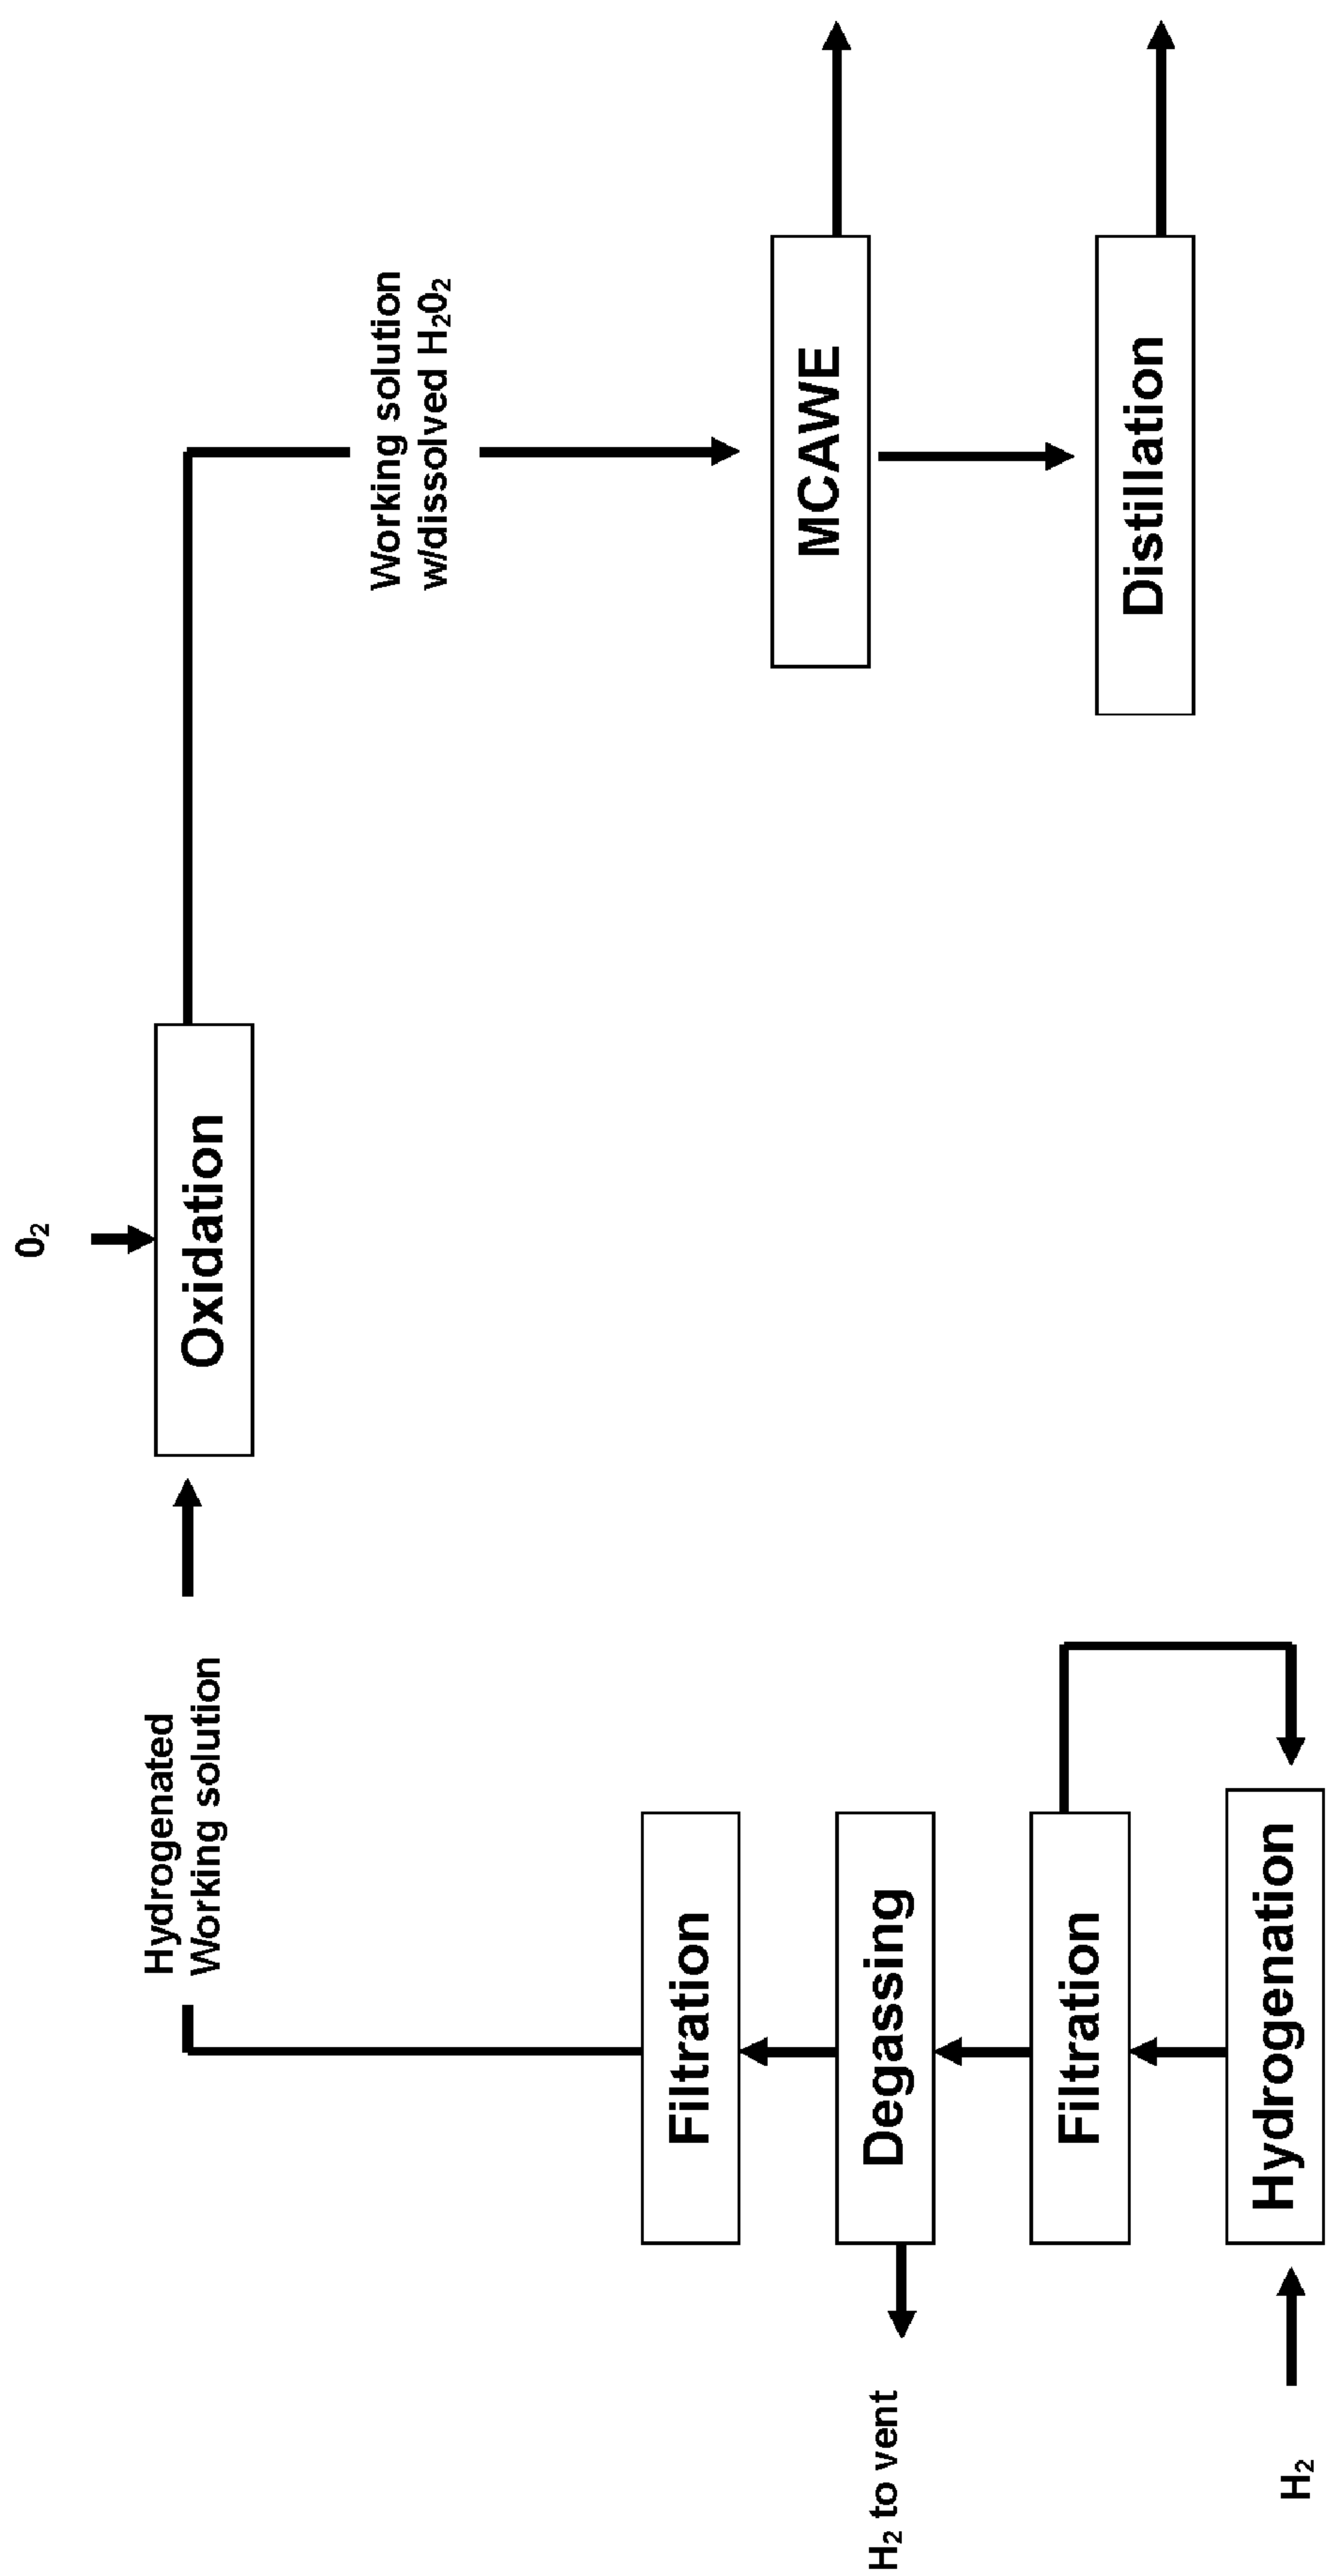 0₂
Hydrogenated
Working solution
Oxidation
Working solution
w/dissolved H₂0₂
Filtration
MCAWE
H₂ to vent
Degassing
Filtration
Distillation
H₂
Hydrogenation